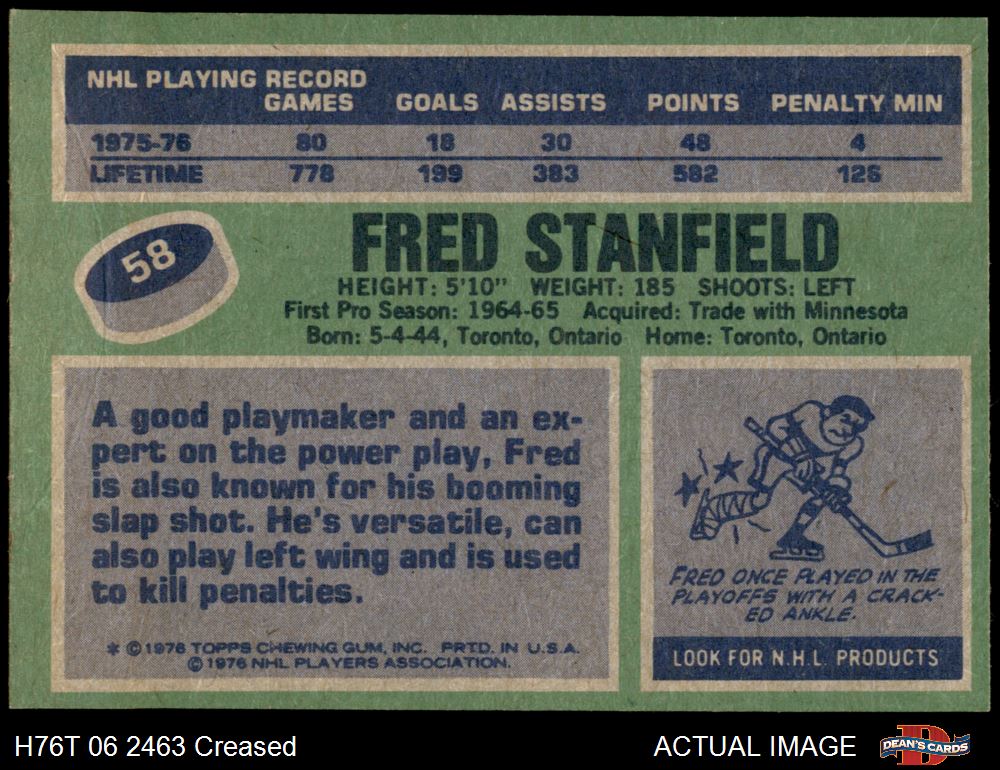 NHL PLAYING RECORD
GAMES GOALS ASSISTS POINTS PENALTY MIN
1975-76 80 18 30 48 4
LIFETIME 778 199 383 582 126
58
FRED STANFIELD
HEIGHT: 5'10" WEIGHT: 185 SHOOTS: LEFT
First Pro Season: 1964-65 Acquired: Trade with Minnesota
Born: 5-4-44, Toronto, Ontario Home: Toronto, Ontario
A good playmaker and an ex-
pert on the power play, Fred
is also known for his booming
slap shot. He's versatile, can
also play left wing and is used
to kill penalties.
* © 1976 TOPPS CHEWING GUM, INC. PRTD. IN U.S.A.
© 1976 NHL PLAYERS ASSOCIATION.
FRED ONCE PLAYED IN THE
PLAYOFFS WITH A CRACK-
ED ANKLE.
LOOK FOR N.H.L. PRODUCTS
H76T 06 2463 Creased
ACTUAL IMAGE
D
DEAN'S CARDS